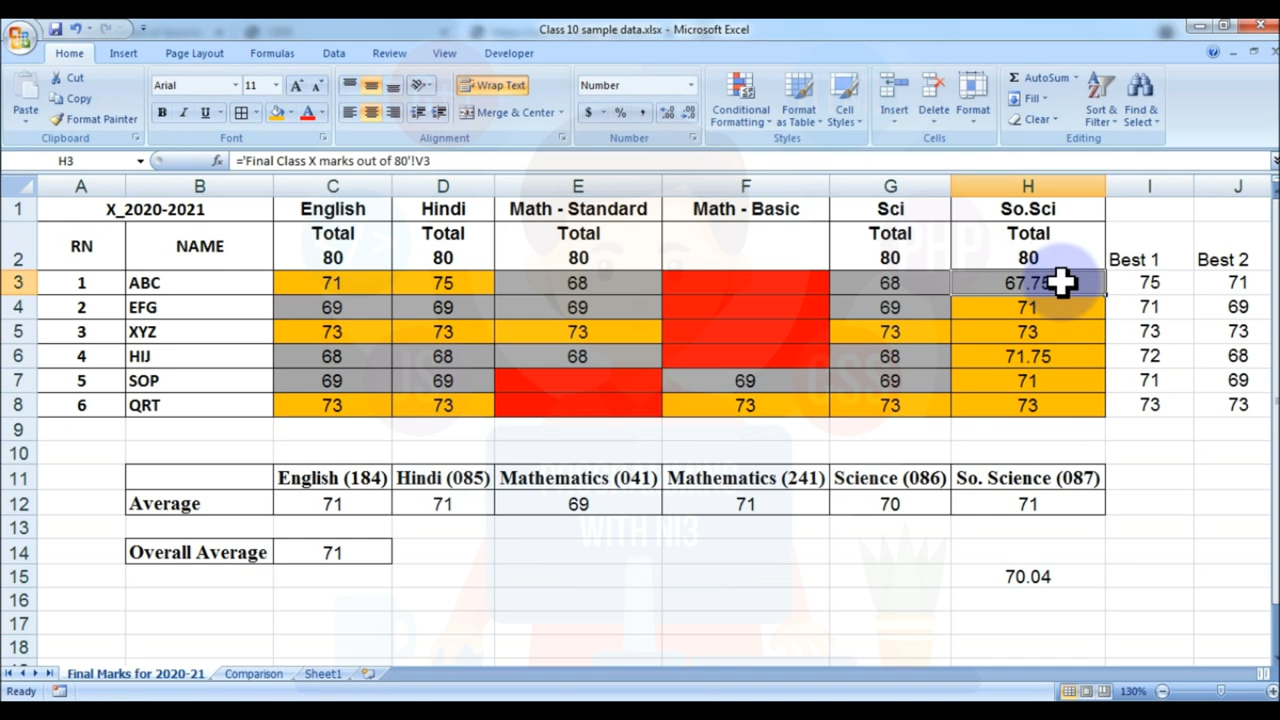 Class 10 sample data.xlsx - Microsoft Excel
Home Insert Page Layout Formulas Data Review View Developer
Paste Cut Arial 11 Wrap Text Number Conditional Formatting Format as Table Cell Styles Insert Delete Format AutoSum Sort & Filter Find & Select
Copy B I U Merge & Center $ % , Fill
Format Painter Clear
Clipboard Font Alignment Number Styles Cells Editing
H3 fx ='Final Class X marks out of 80'!V3
A B C D E F G H I J
1 X_2020-2021 English Hindi Math - Standard Math - Basic Sci So.Sci
2 RN NAME Total 80 Total 80 Total 80 Total 80 Total 80 Best 1 Best 2
3 1 ABC 71 75 68 68 67.75 75 71
4 2 EFG 69 69 69 69 71 71 69
5 3 XYZ 73 73 73 73 73 73 73
6 4 HIJ 68 68 68 68 71.75 72 68
7 5 SOP 69 69 69 69 71 71 69
8 6 QRT 73 73 73 73 73 73 73
9
10
11 English (184) Hindi (085) Mathematics (041) Mathematics (241) Science (086) So. Science (087)
12 Average 71 71 69 71 70 71
13
14 Overall Average 71
15 70.04
16
17
18
WITH NI3
PHP
JS
CSS
Final Marks for 2020-21 Comparison Sheet1
Ready 130%